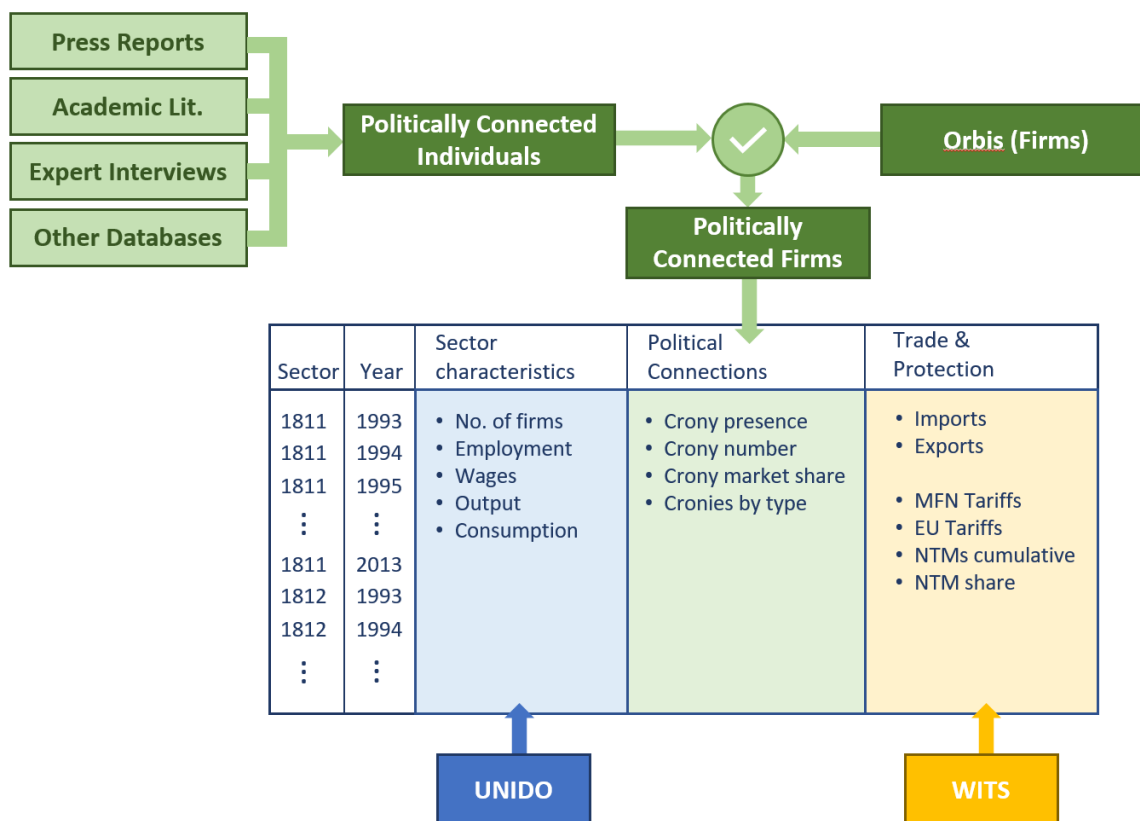 Press Reports
Academic Lit.
Expert Interviews
Other Databases
Politically Connected
Individuals
Orbis (Firms)
Politically
Connected Firms
Sector
Year
Sector
characteristics
Political
Connections
Trade &
Protection
1811 1993
1811 1994
1811 1995
⋮ ⋮
1811 2013
1812 1993
1812 1994
⋮ ⋮
• No. of firms
• Employment
• Wages
• Output
• Consumption
• Crony presence
• Crony number
• Crony market share
• Cronies by type
• Imports
• Exports
• MFN Tariffs
• EU Tariffs
• NTMs cumulative
• NTM share
UNIDO
WITS